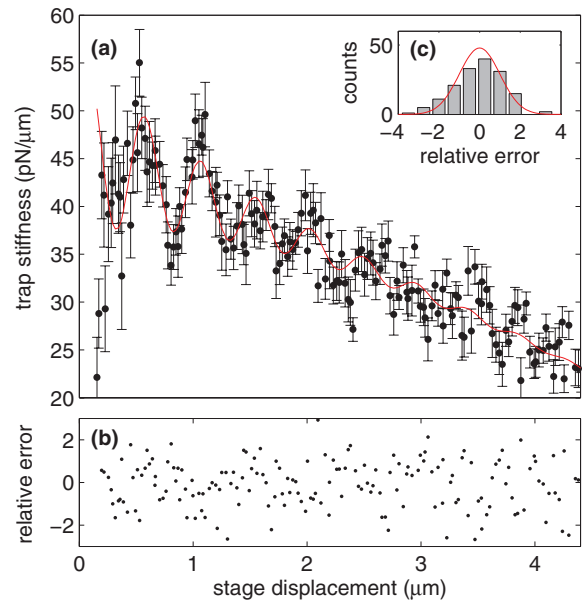 60
55
50
45
40
35
30
25
20
trap stiffness (pN/μm)
(a)
(c)
50
0
counts
−4 −2 0 2 4
relative error
(b)
2
0
−2
relative error
0 1 2 3 4
stage displacement (μm)